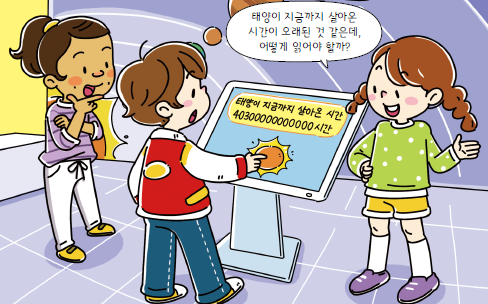 태양이 지금까지 살아온
시간이 오래된 것 같은데,
어떻게 읽어야 할까?
태양이 지금까지 살아온 시간
40300000000000시간